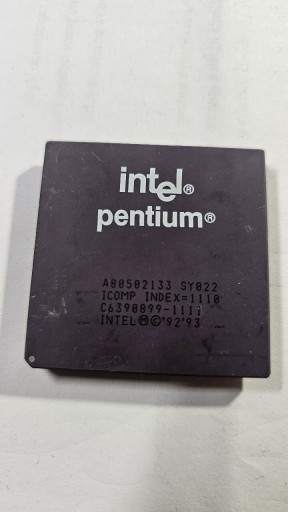 intel®
pentium®
A80502133 SY022
ICOMP INDEX=1110
C6390899-1111
INTEL Ⓜ©'92'93